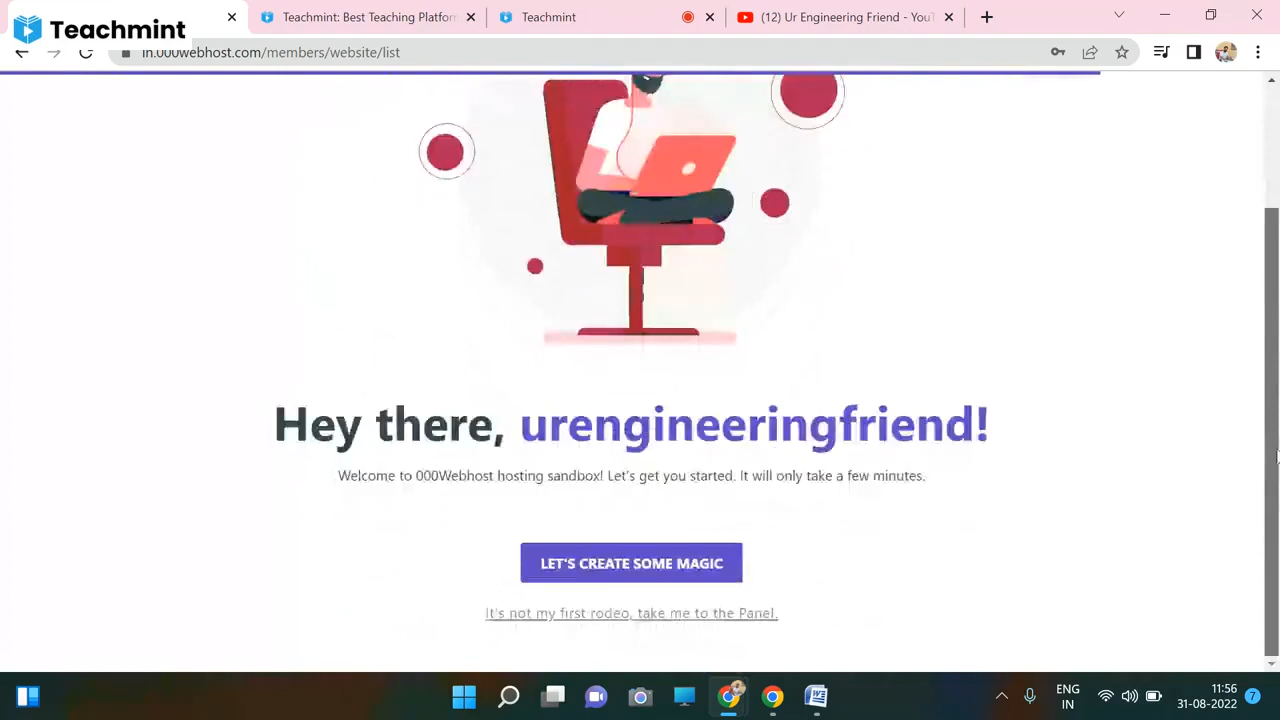 Teachmint
Teachmint: Best Teaching Platfor
Teachmint
Ur Engineering Friend - YouT
in.000webhost.com/members/website/list
Hey there, urengineeringfriend!
Welcome to 000Webhost hosting sandbox! Let's get you started. It will only take a few minutes.
LET'S CREATE SOME MAGIC
It's not my first rodeo, take me to the Panel.
ENG
IN
11:56
31-08-2022
7